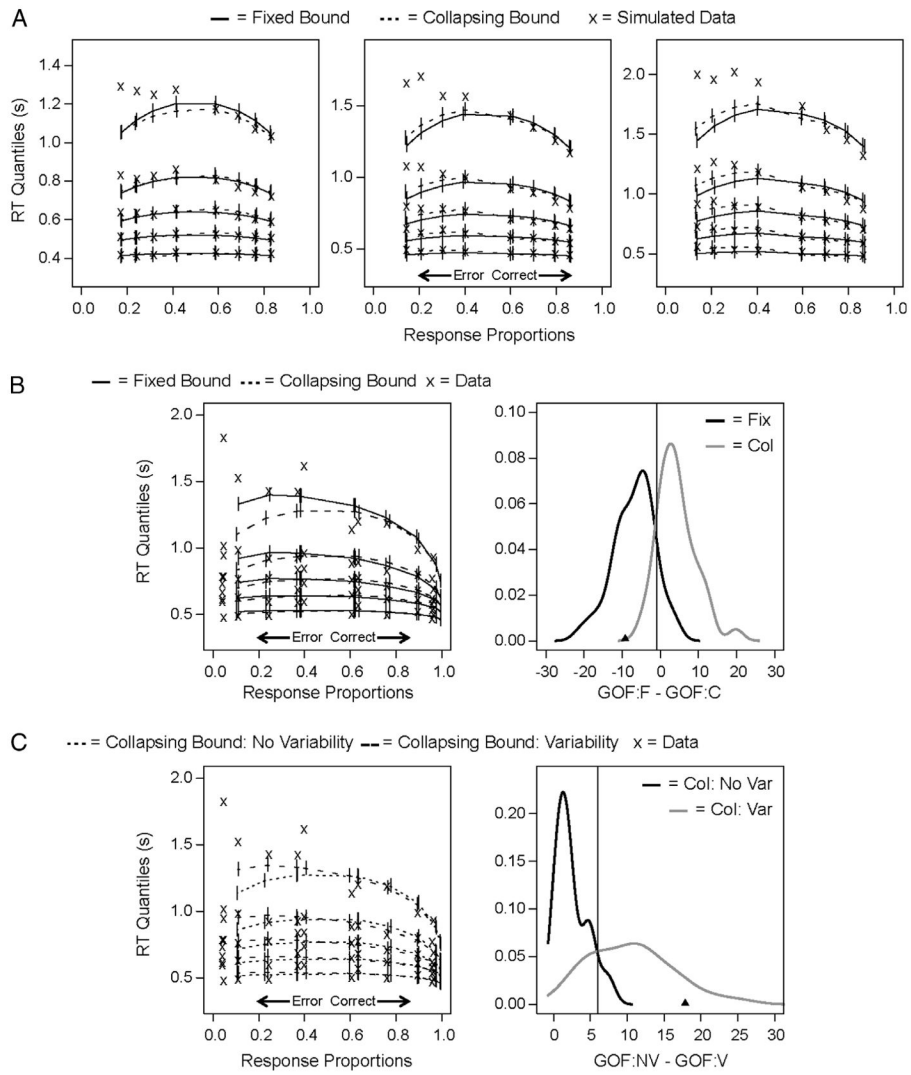 A
— = Fixed Bound ---- = Collapsing Bound x = Simulated Data
RT Quantiles (s)
1.4
1.2
1.0
0.8
0.6
0.4
0.0 0.2 0.4 0.6 0.8 1.0
1.5
1.0
0.5
Error Correct
0.0 0.2 0.4 0.6 0.8 1.0
2.0
1.5
1.0
0.5
0.0 0.2 0.4 0.6 0.8 1.0
Response Proportions
B
— = Fixed Bound ---- = Collapsing Bound x = Data
RT Quantiles (s)
2.0
1.5
1.0
0.5
Error Correct
0.0 0.2 0.4 0.6 0.8 1.0
Response Proportions
0.10
0.08
0.06
0.04
0.02
0.00
= Fix
= Col
-30 -20 -10 0 10 20 30
GOF:F - GOF:C
C
---- = Collapsing Bound: No Variability --- = Collapsing Bound: Variability x = Data
RT Quantiles (s)
2.0
1.5
1.0
0.5
Error Correct
0.0 0.2 0.4 0.6 0.8 1.0
Response Proportions
0.20
0.15
0.10
0.05
0.00
= Col: No Var
= Col: Var
0 5 10 15 20 25 30
GOF:NV - GOF:V